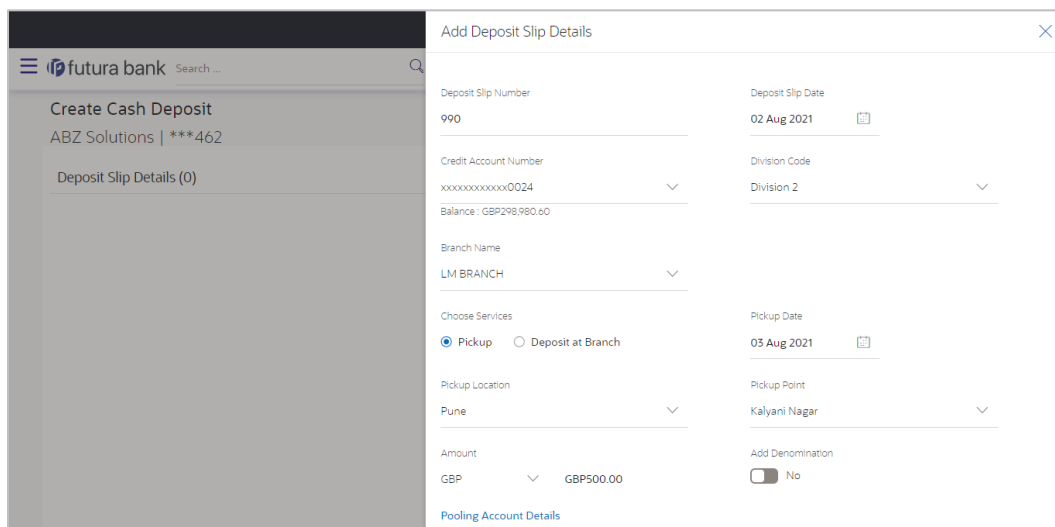 Add Deposit Slip Details
futura bank Search ...
Create Cash Deposit
ABZ Solutions | ***462
Deposit Slip Details (0)
Deposit Slip Number
990
Deposit Slip Date
02 Aug 2021
Credit Account Number
xxxxxxxxxxxx0024
Balance : GBP298,980.60
Division Code
Division 2
Branch Name
LM BRANCH
Choose Services
Pickup Deposit at Branch
Pickup Date
03 Aug 2021
Pickup Location
Pune
Pickup Point
Kalyani Nagar
Amount
GBP GBP500.00
Add Denomination
No
Pooling Account Details